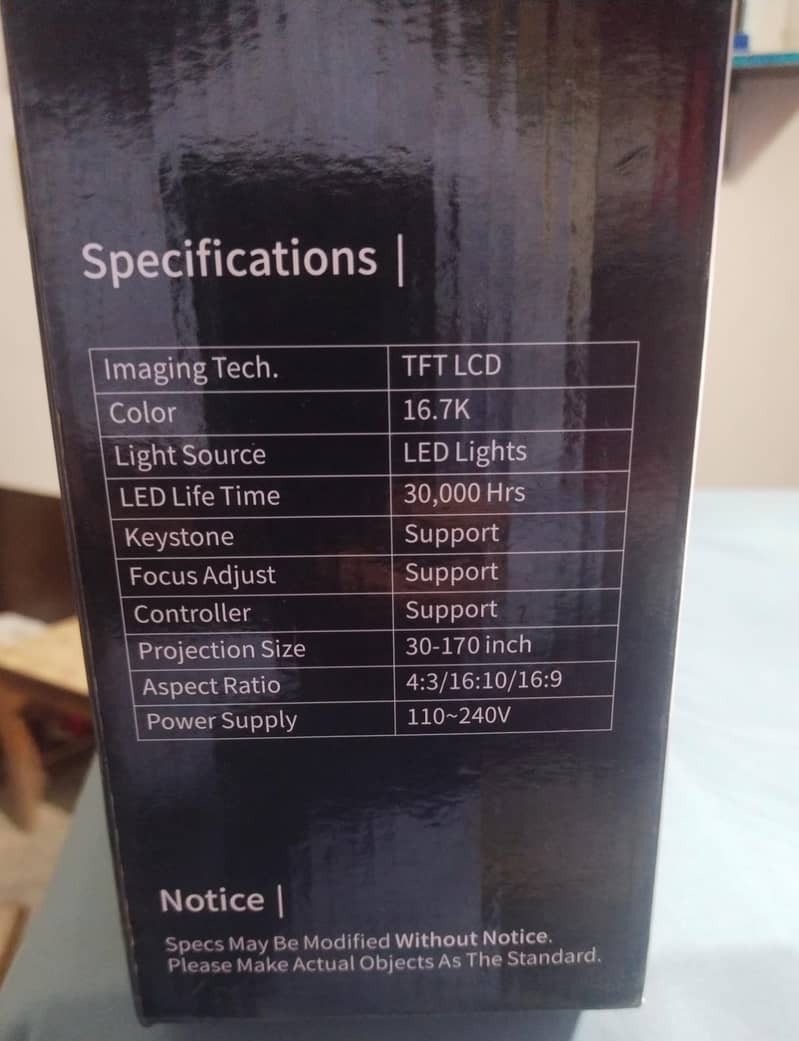 Specifications |
Imaging Tech. TFT LCD
Color 16.7K
Light Source LED Lights
LED Life Time 30,000 Hrs
Keystone Support
Focus Adjust Support
Controller Support
Projection Size 30-170 inch
Aspect Ratio 4:3/16:10/16:9
Power Supply 110~240V
Notice |
Specs May Be Modified Without Notice.
Please Make Actual Objects As The Standard.